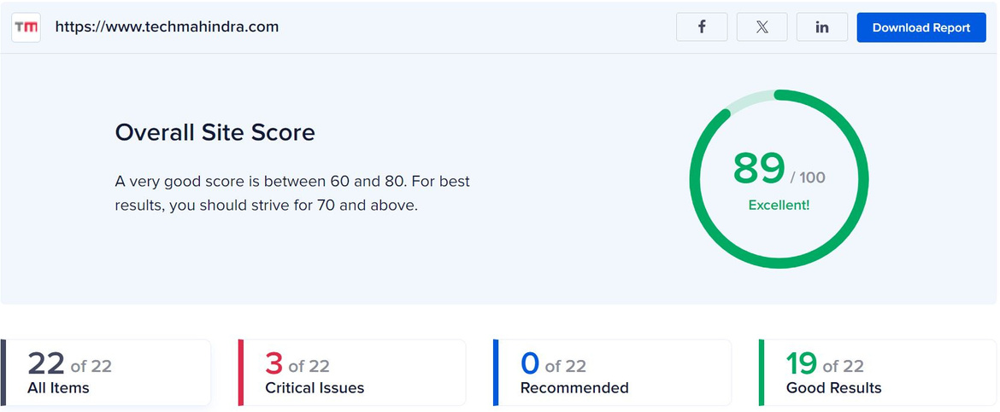 TM https://www.techmahindra.com
f X in Download Report
Overall Site Score
A very good score is between 60 and 80. For best
results, you should strive for 70 and above.
89 / 100
Excellent!
22 of 22
All Items
3 of 22
Critical Issues
0 of 22
Recommended
19 of 22
Good Results